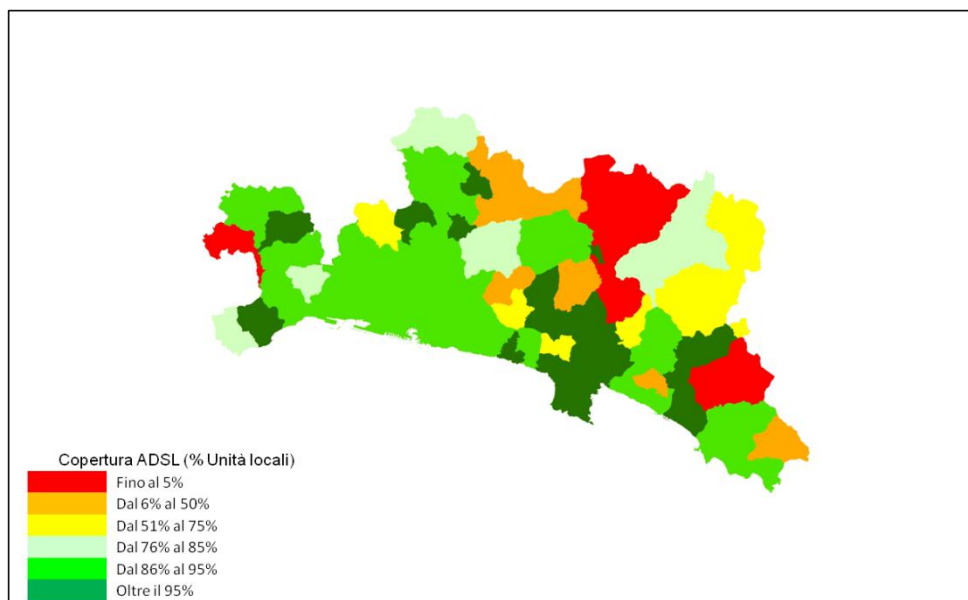 Copertura ADSL (% Unità locali)
Fino al 5%
Dal 6% al 50%
Dal 51% al 75%
Dal 76% al 85%
Dal 86% al 95%
Oltre il 95%